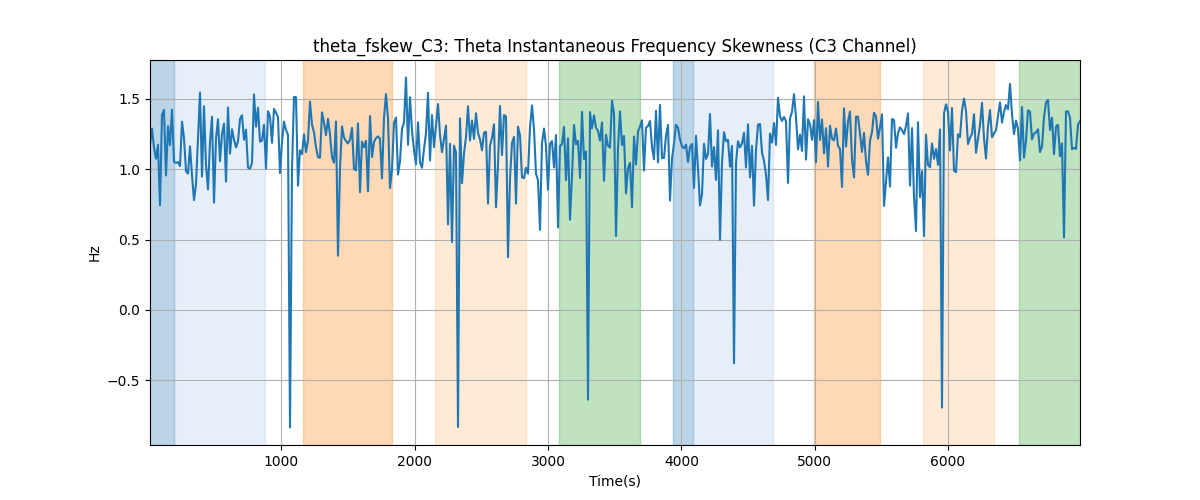 theta_fskew_C3: Theta Instantaneous Frequency Skewness (C3 Channel)
1.5
1.0
0.5
0.0
−0.5
Hz
1000 2000 3000 4000 5000 6000
Time(s)